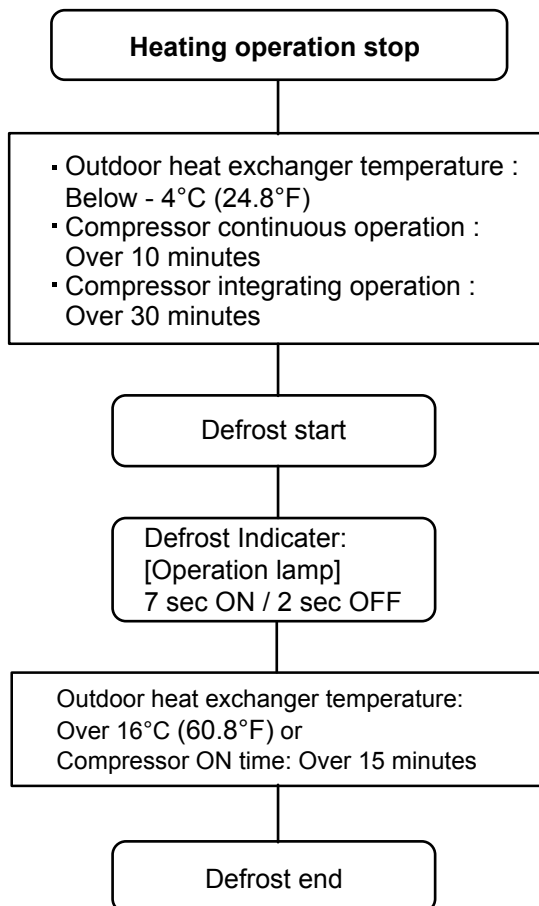 Heating operation stop
▪ Outdoor heat exchanger temperature :
Below - 4°C (24.8°F)
▪ Compressor continuous operation :
Over 10 minutes
▪ Compressor integrating operation :
Over 30 minutes
Defrost start
Defrost Indicater:
[Operation lamp]
7 sec ON / 2 sec OFF
Outdoor heat exchanger temperature:
Over 16°C (60.8°F) or
Compressor ON time: Over 15 minutes
Defrost end